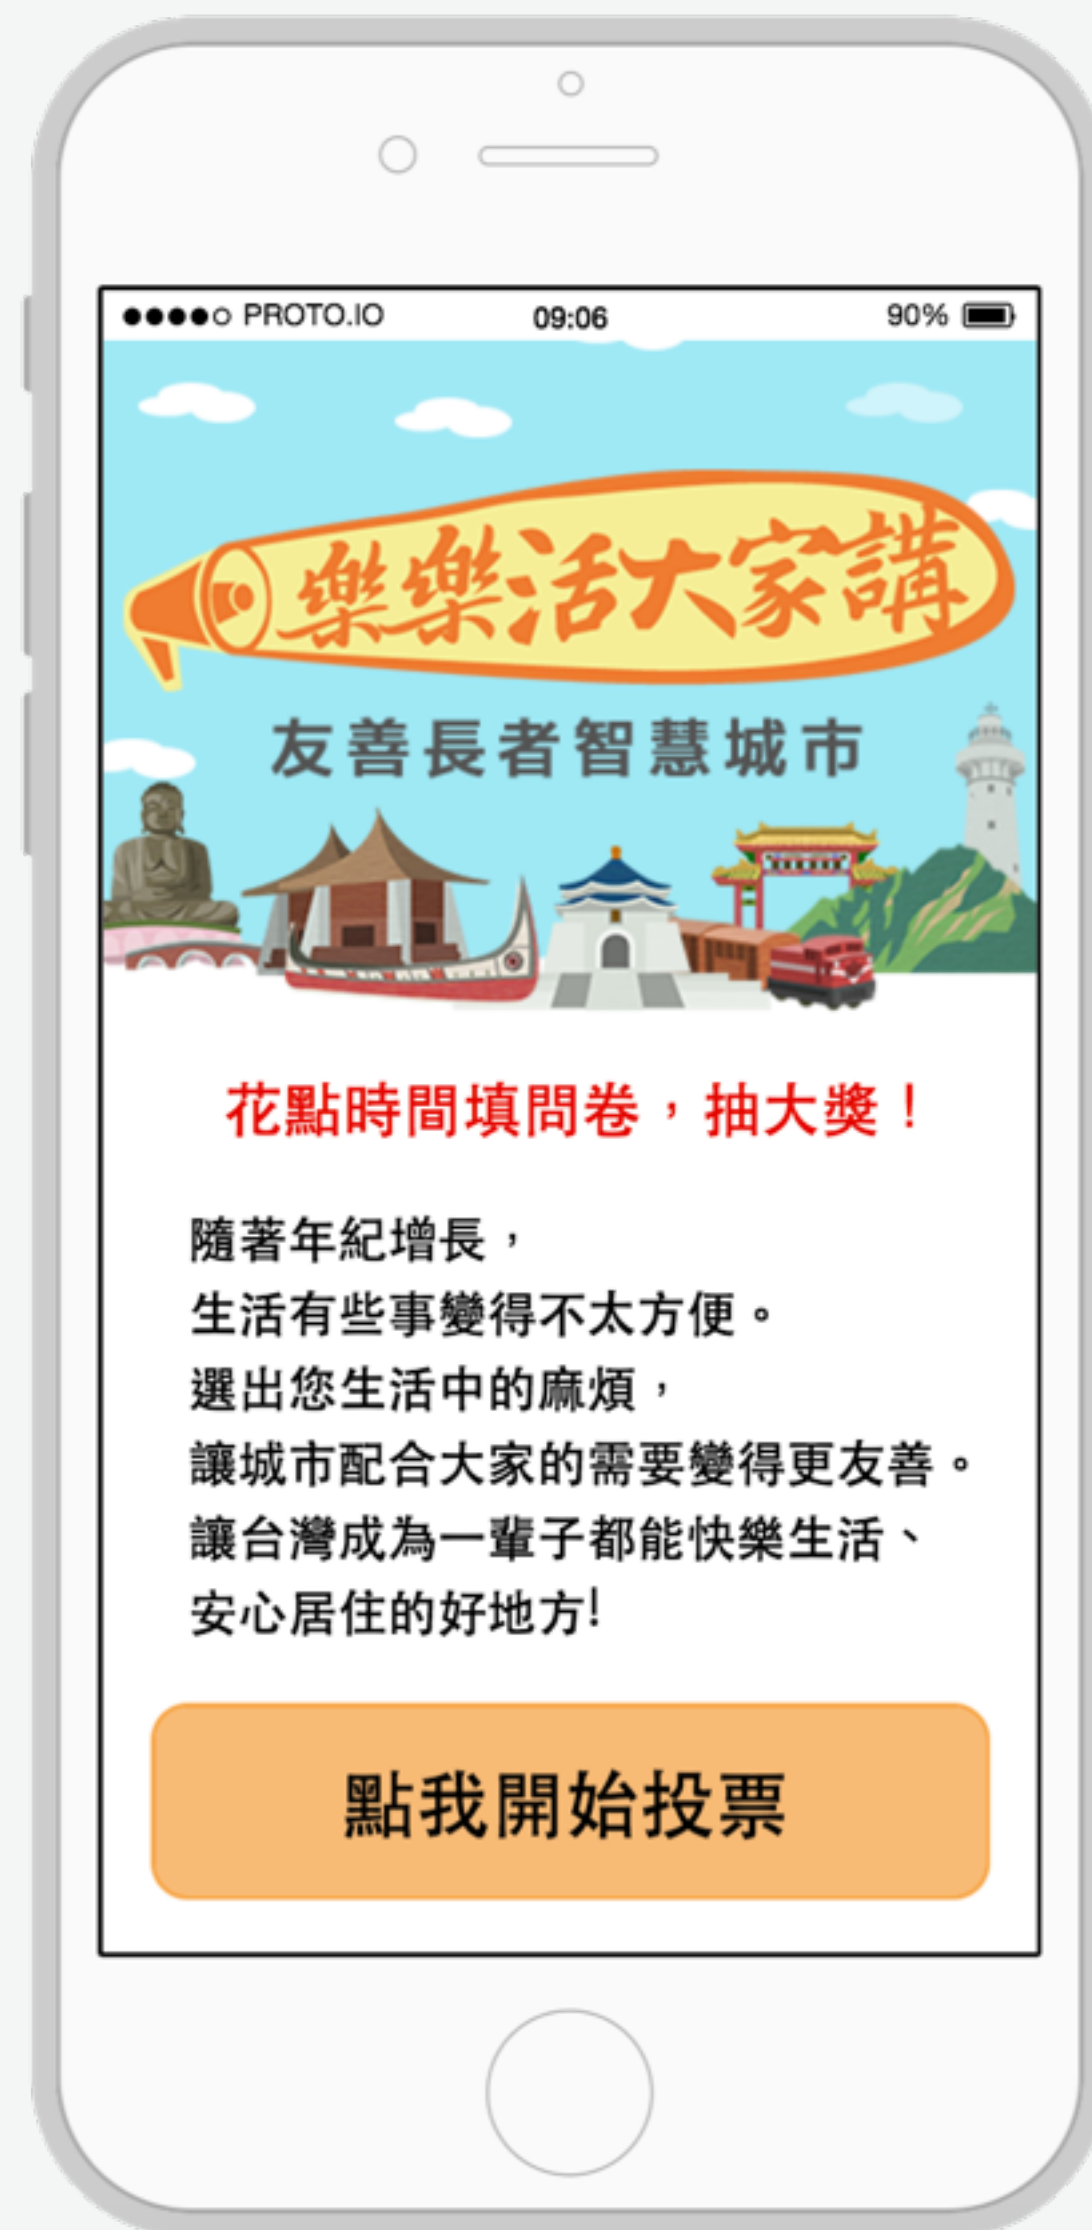 PROTO.IO 09:06 90%
樂樂活大家講
友善長者智慧城市
花點時間填問卷，抽大獎！
隨著年紀增長，
生活有些事變得不太方便。
選出您生活中的麻煩，
讓城市配合大家的需要變得更友善。
讓台灣成為一輩子都能快樂生活、
安心居住的好地方!
點我開始投票